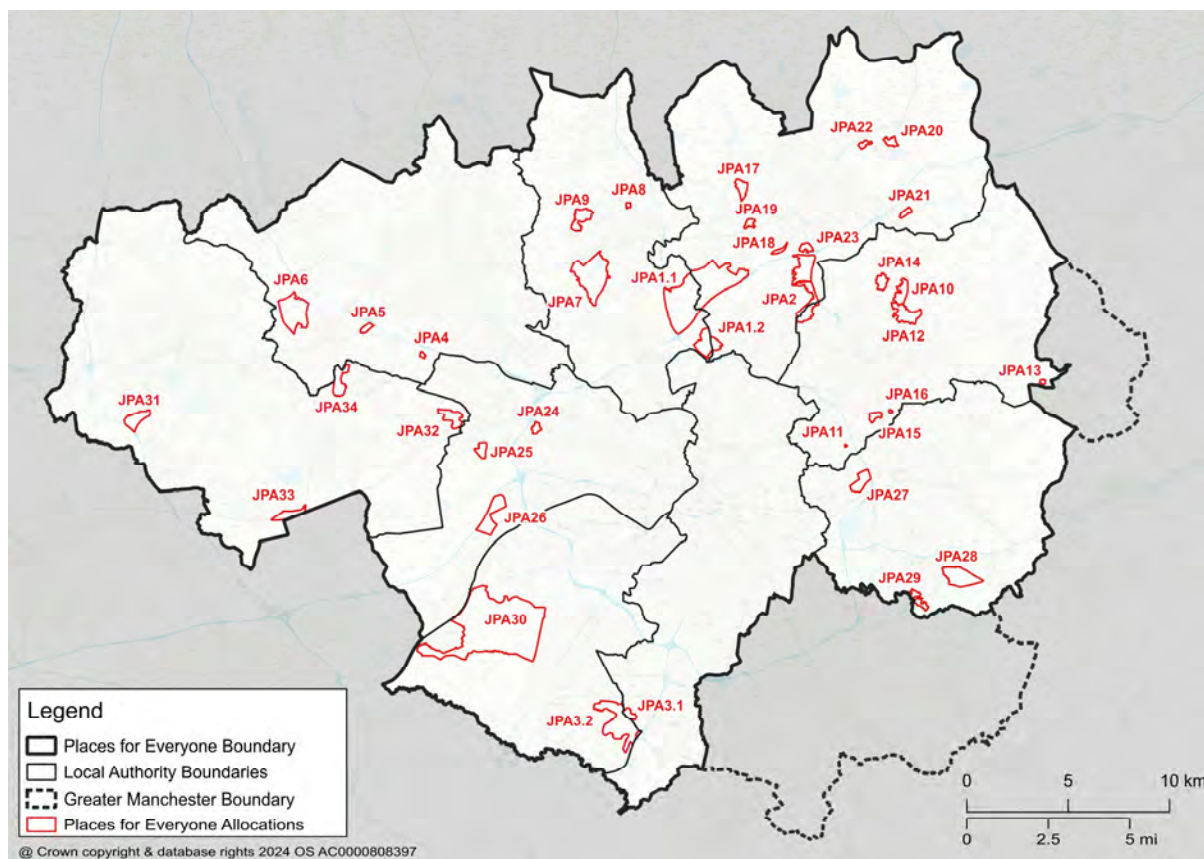 JPA22
JPA20
JPA17
JPA8
JPA9
JPA21
JPA19
JPA18
JPA23
JPA6
JPA1.1
JPA14
JPA10
JPA7
JPA2
JPA5
JPA12
JPA1.2
JPA4
JPA13
JPA31
JPA34
JPA16
JPA24
JPA32
JPA15
JPA11
JPA25
JPA27
JPA33
JPA26
JPA28
JPA29
JPA30
JPA3.1
JPA3.2
Legend
Places for Everyone Boundary
Local Authority Boundaries
Greater Manchester Boundary
Places for Everyone Allocations
0 5 10 km
0 2.5 5 mi
@ Crown copyright & database rights 2024 OS AC0000808397